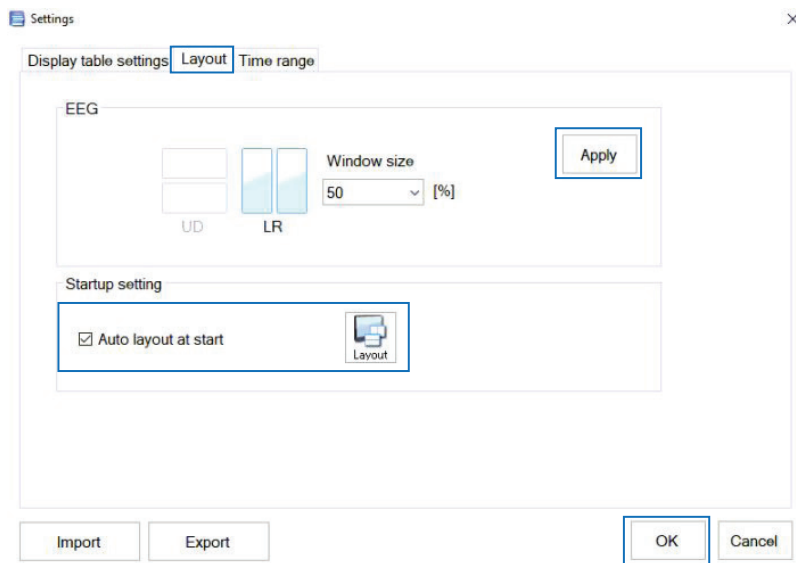 Settings
Display table settings Layout Time range
EEG
Window size
Apply
50 [%]
UD LR
Startup setting
Auto layout at start
Layout
Import Export OK Cancel